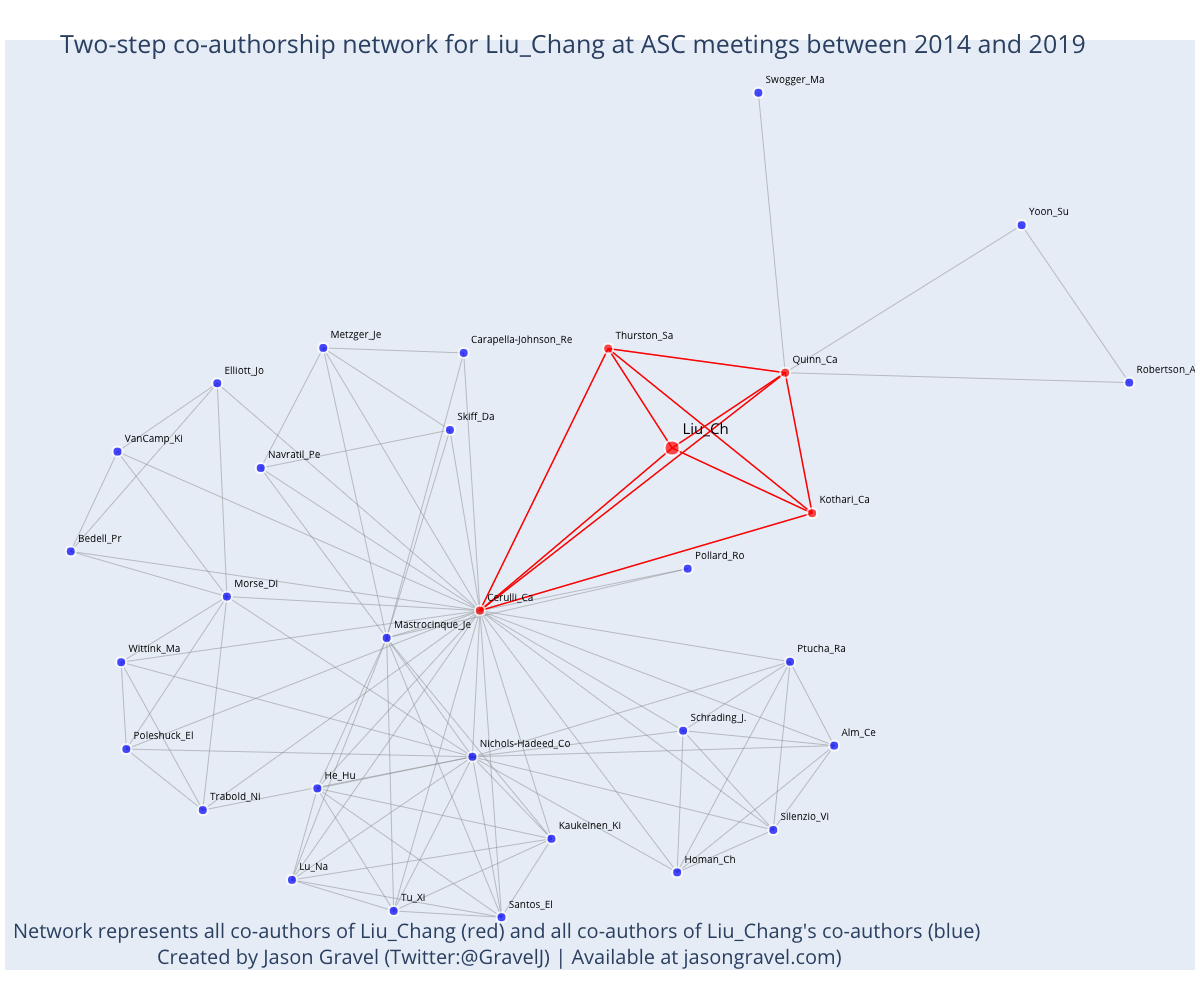 Two-step co-authorship network for Liu_Chang at ASC meetings between 2014 and 2019
Swogger_Ma
Yoon_Su
Metzger_Je
Carapella-Johnson_Re
Thurston_Sa
Quinn_Ca
Robertson_A
Elliott_Jo
Skiff_Da
Liu_Ch
VanCamp_Ki
Navratil_Pe
Kothari_Ca
Bedell_Pr
Pollard_Ro
Morse_Di
Cerulli_Ca
Mastrocinque_Je
Wittink_Ma
Ptucha_Ra
Schrading_J.
Poleshuck_El
Nichols-Hadeed_Co
Alm_Ce
He_Hu
Trabold_Ni
Silenzio_Vi
Kaukeinen_Ki
Lu_Na
Homan_Ch
Tu_Xi
Santos_El
Network represents all co-authors of Liu_Chang (red) and all co-authors of Liu_Chang's co-authors (blue)
Created by Jason Gravel (Twitter:@GravelJ) | Available at jasongravel.com)